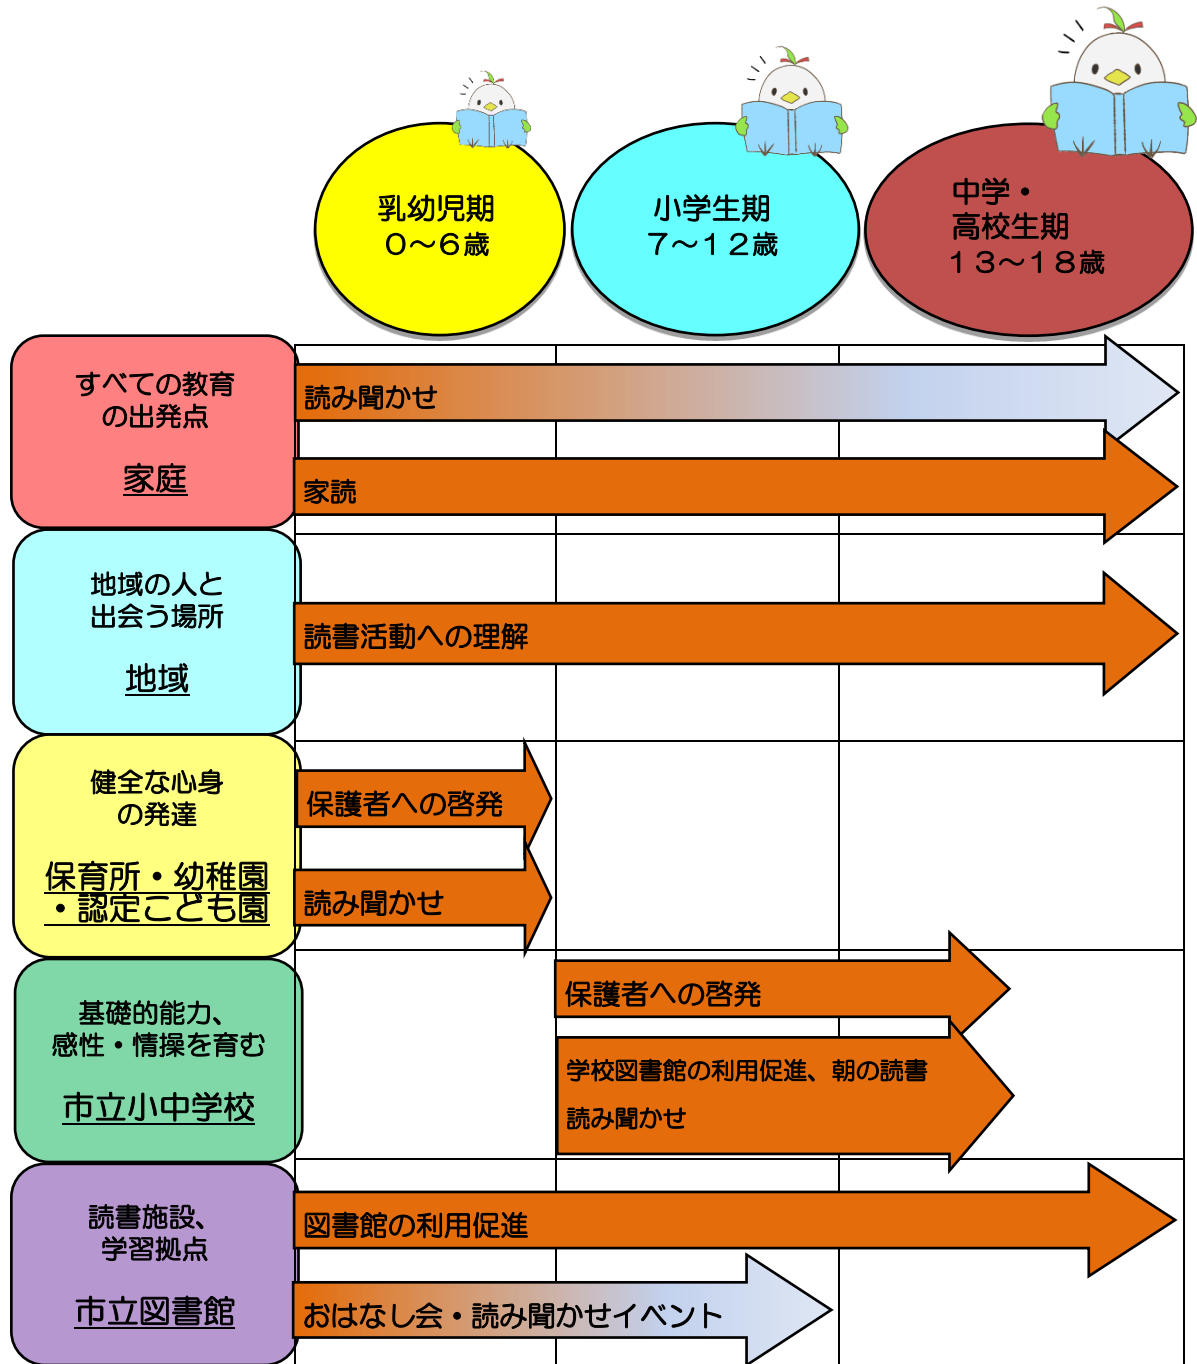 乳幼児期
０～６歳
小学生期
７～１２歳
中学・
高校生期
１３～１８歳
すべての教育
の出発点
家庭
読み聞かせ
家読
地域の人と
出会う場所
地域
読書活動への理解
健全な心身
の発達
保育所・幼稚園
・認定こども園
保護者への啓発
読み聞かせ
基礎的能力、
感性・情操を育む
市立小中学校
保護者への啓発
学校図書館の利用促進、朝の読書
読み聞かせ
読書施設、
学習拠点
市立図書館
図書館の利用促進
おはなし会・読み聞かせイベント